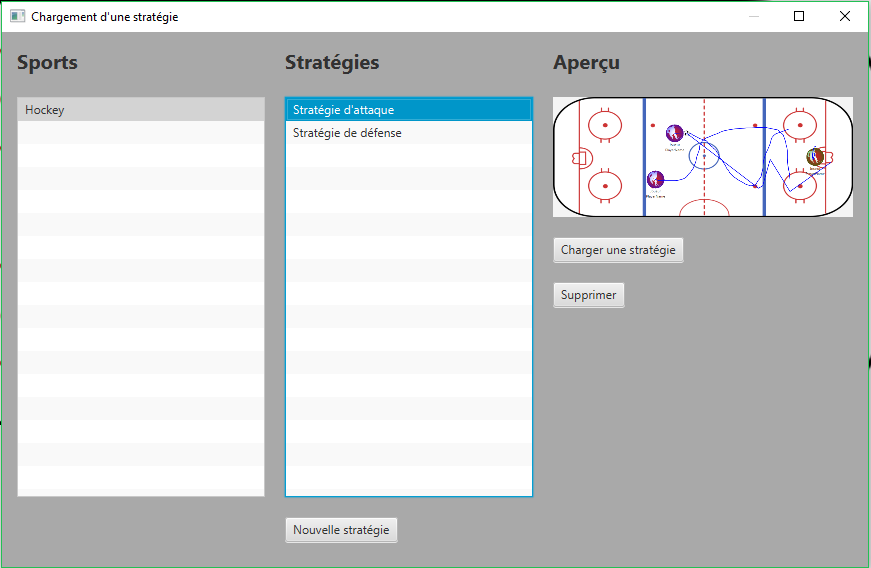 Chargement d'une stratégie
Sports
Stratégies
Aperçu
Hockey
Stratégie d'attaque
Stratégie de défense
Charger une stratégie
Supprimer
Nouvelle stratégie